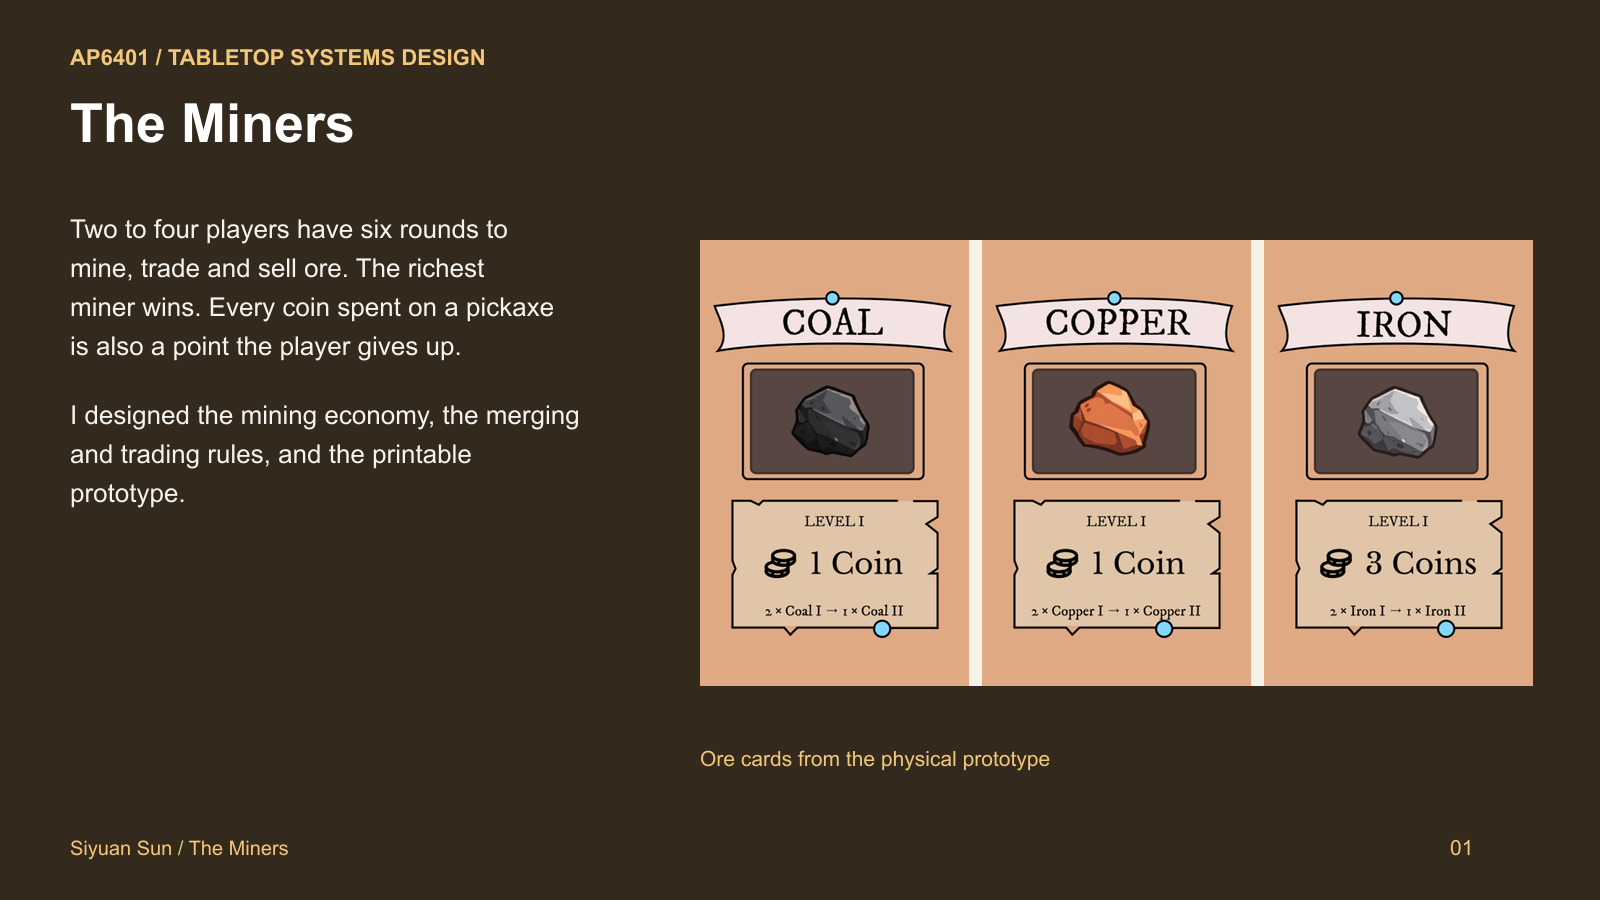 AP6401 / TABLETOP SYSTEMS DESIGN
The Miners
Two to four players have six rounds to
mine, trade and sell ore. The richest
miner wins. Every coin spent on a pickaxe
is also a point the player gives up.
I designed the mining economy, the merging
and trading rules, and the printable
prototype.
COAL
LEVEL I
1 Coin
2 × Coal I → 1 × Coal II
COPPER
LEVEL I
1 Coin
2 × Copper I → 1 × Copper II
IRON
LEVEL I
3 Coins
2 × Iron I → 1 × Iron II
Ore cards from the physical prototype
Siyuan Sun / The Miners
01